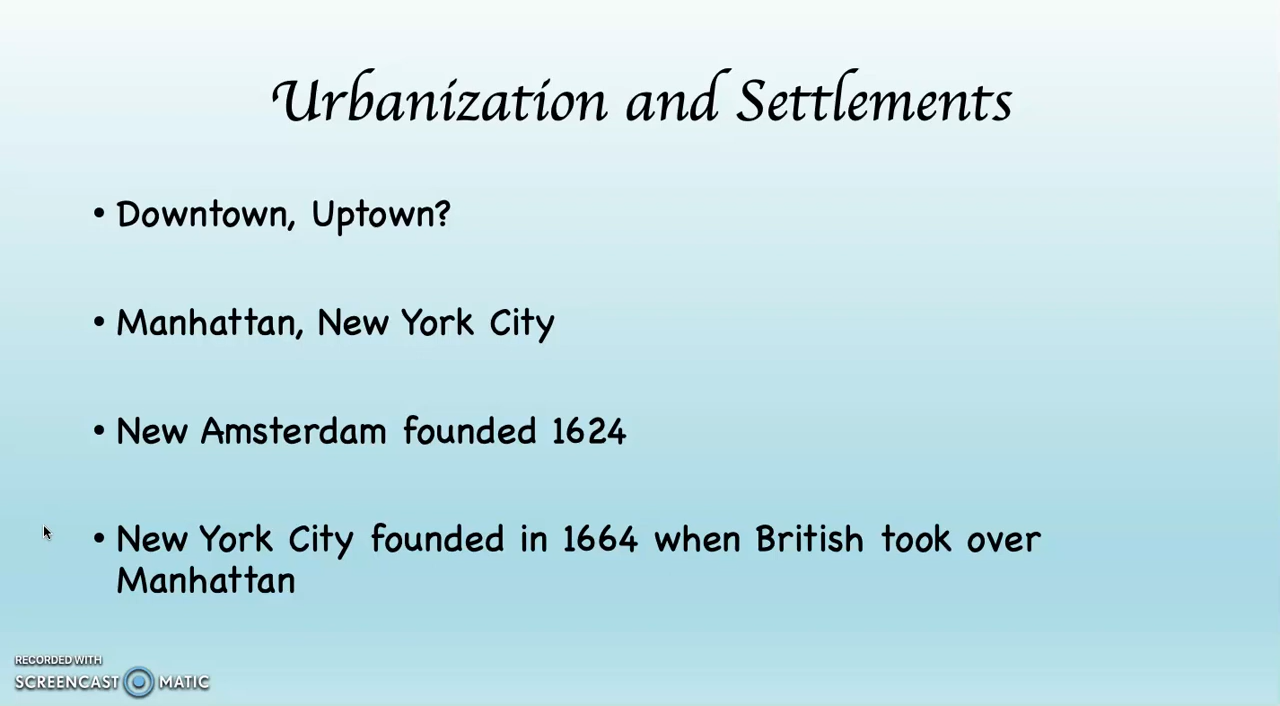 Urbanization and Settlements
• Downtown, Uptown?
• Manhattan, New York City
• New Amsterdam founded 1624
• New York City founded in 1664 when British took over
Manhattan
RECORDED WITH
SCREENCAST MATIC